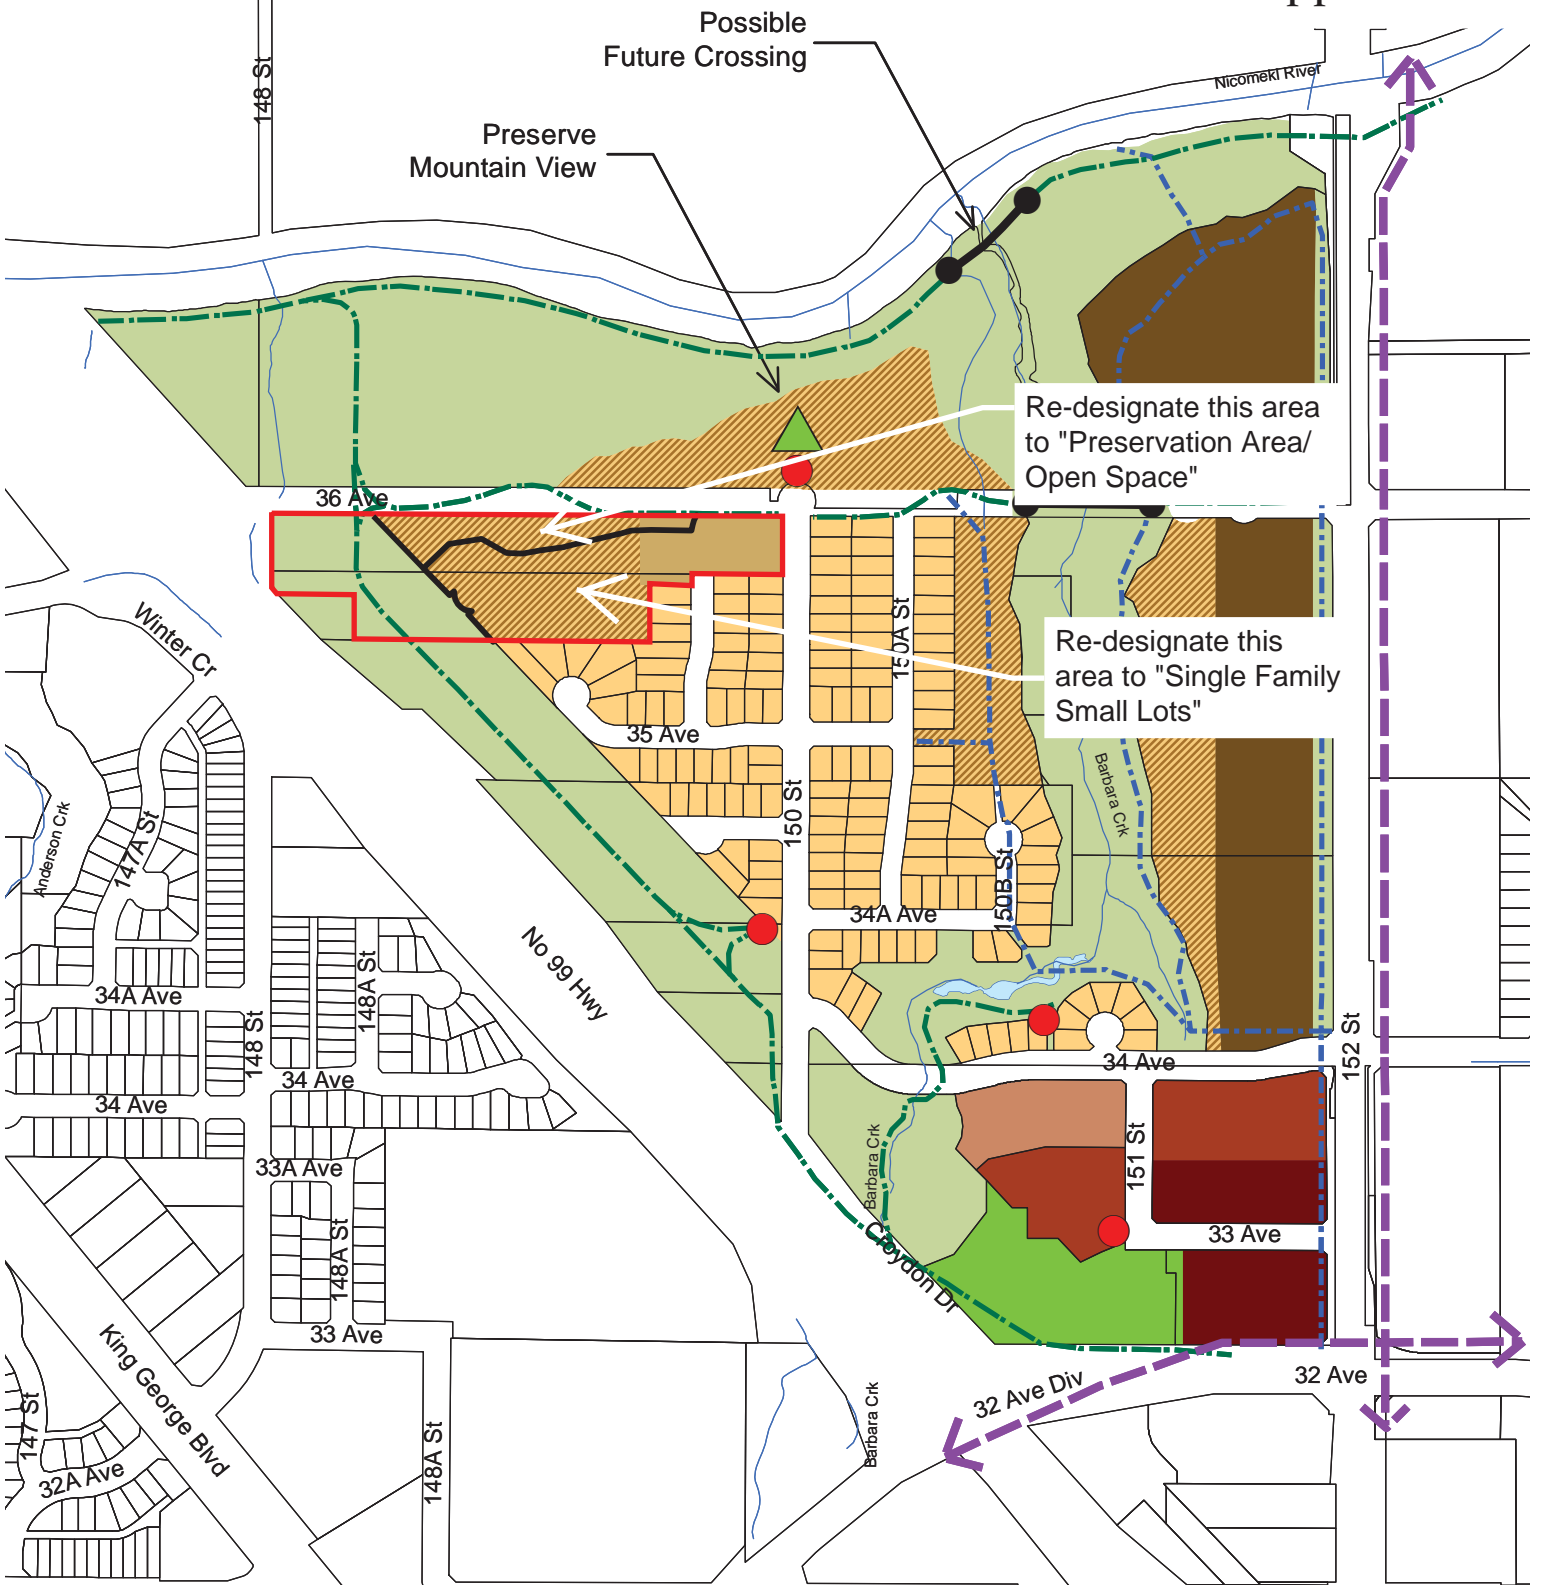 Possible
Future Crossing
Preserve
Mountain View
148 St
Nicomekl River
Re-designate this area
to "Preservation Area/
Open Space"
36 Ave
Winter Cr
150A St
Re-designate this
area to "Single Family
Small Lots"
35 Ave
150 St
Barbara Crk
Anderson Crk
147A St
150B St
34A Ave
No 99 Hwy
148A St
34A Ave
148 St
152 St
34 Ave
34 Ave
34 Ave
33A Ave
151 St
Barbara Crk
148A St
33 Ave
Croydon Dr
33 Ave
King George Blvd
32 Ave Div
32 Ave
147 St
Barbara Crk
148A St
32A Ave